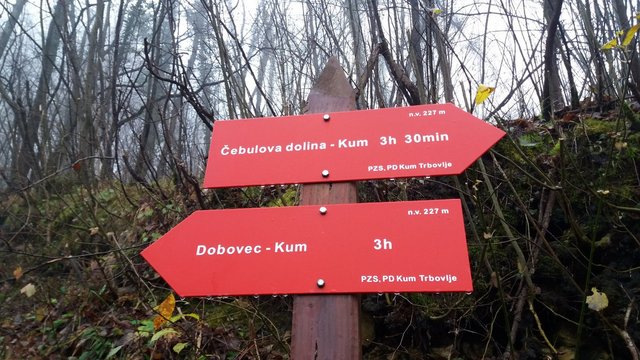 n.v. 227 m
Čebulova dolina - Kum 3h 30min
PZS, PD Kum Trbovlje
n.v. 227 m
Dobovec - Kum 3h
PZS, PD Kum Trbovlje